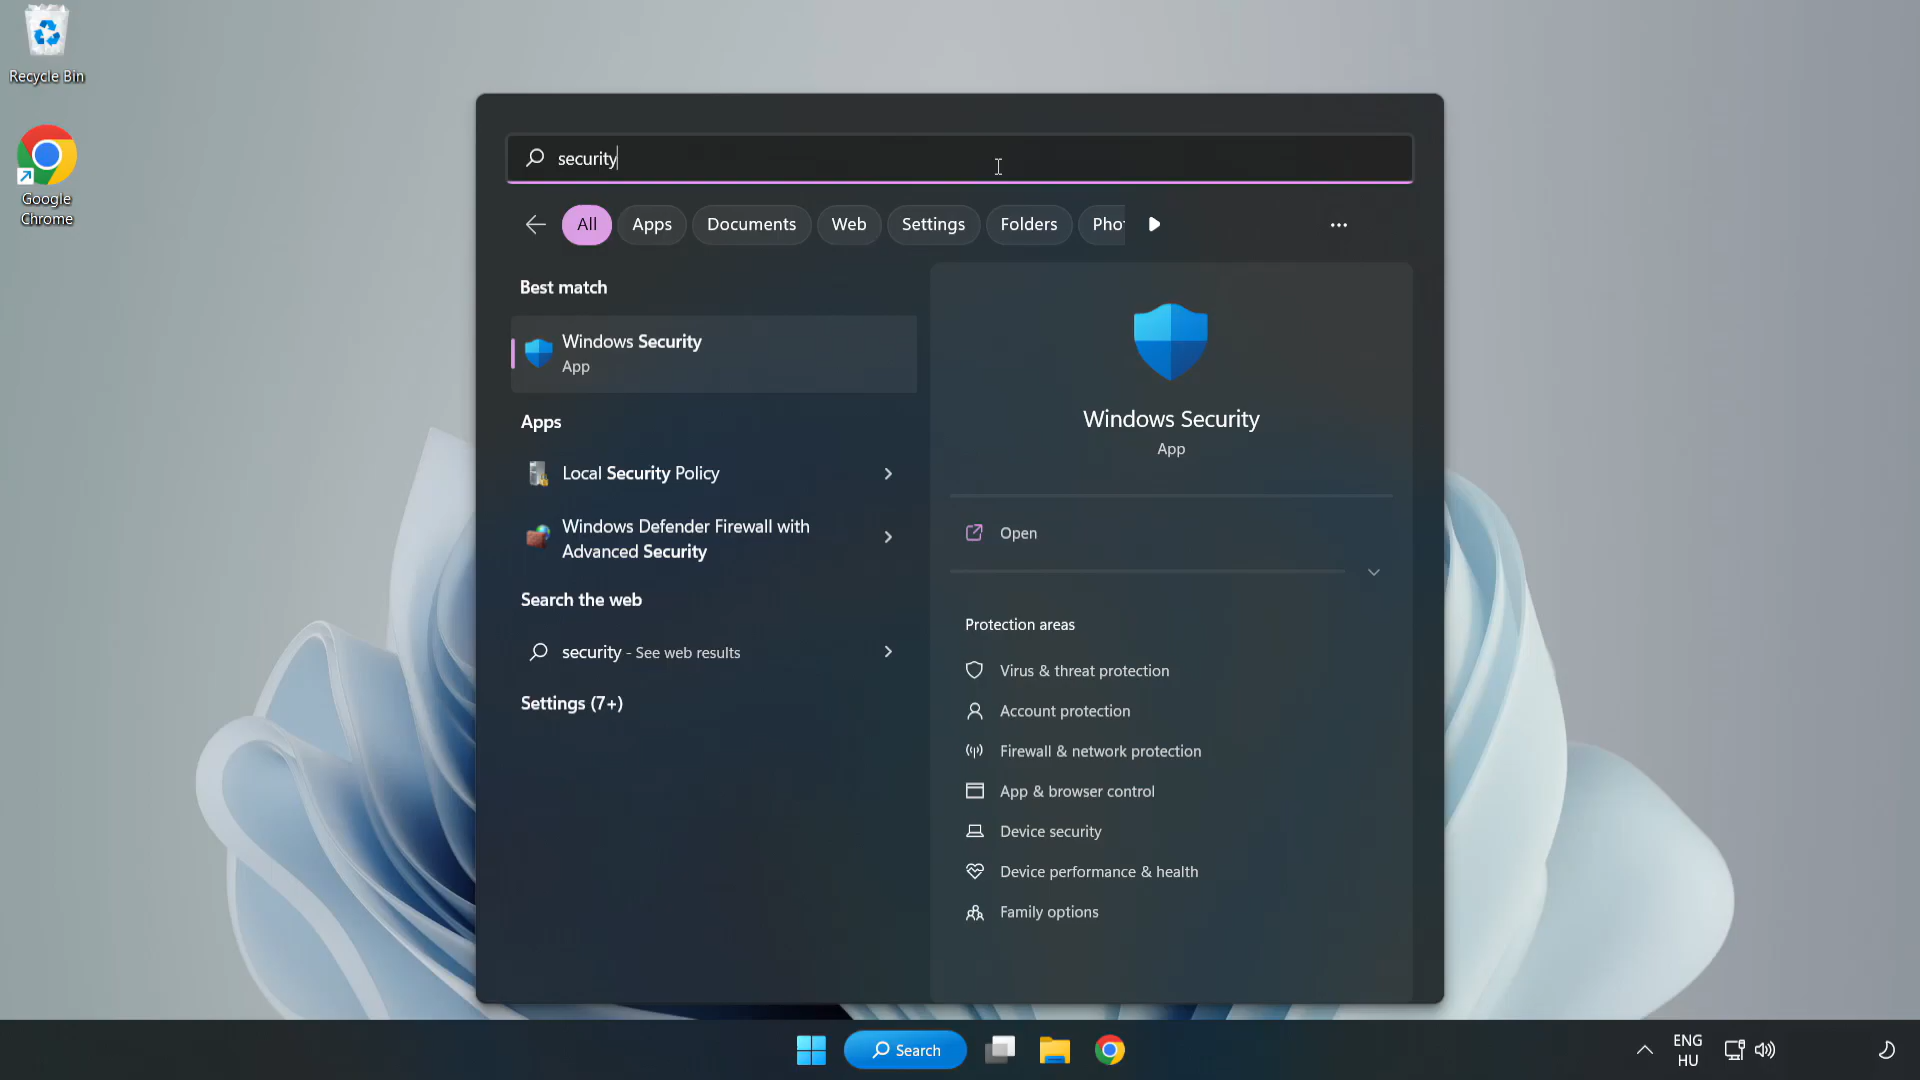 Recycle Bin
Google
Chrome
security
All
Apps
Documents
Web
Settings
Folders
Pho
Best match
Windows Security
App
Apps
Local Security Policy
Windows Defender Firewall with
Advanced Security
Search the web
security - See web results
Settings (7+)
Windows Security
App
Open
Protection areas
Virus & threat protection
Account protection
Firewall & network protection
App & browser control
Device security
Device performance & health
Family options
Search
ENG
HU